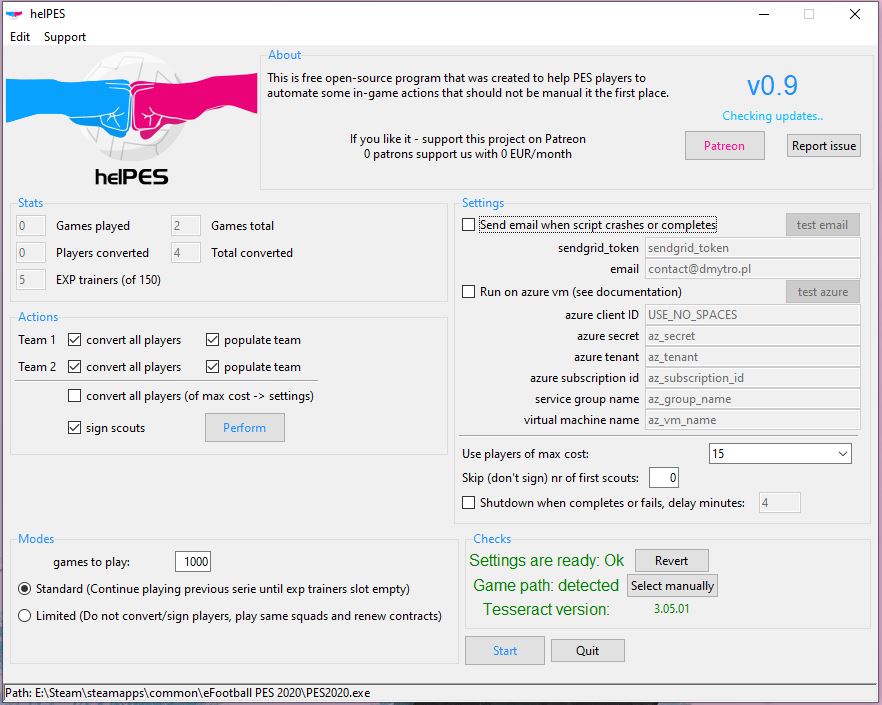 helPES
Edit Support
helPES
About
This is free open-source program that was created to help PES players to
automate some in-game actions that should not be manual it the first place.
If you like it - support this project on Patreon
0 patrons support us with 0 EUR/month
v0.9
Checking updates..
Patreon
Report issue
Stats
0 Games played 2 Games total
0 Players converted 4 Total converted
5 EXP trainers (of 150)
Actions
Team 1 convert all players populate team
Team 2 convert all players populate team
convert all players (of max cost -> settings)
sign scouts Perform
Settings
Send email when script crashes or completes test email
sendgrid_token sendgrid_token
email contact@dmytro.pl
Run on azure vm (see documentation) test azure
azure client ID USE_NO_SPACES
azure secret az_secret
azure tenant az_tenant
azure subscription id az_subscription_id
service group name az_group_name
virtual machine name az_vm_name
Use players of max cost: 15
Skip (don't sign) nr of first scouts: 0
Shutdown when completes or fails, delay minutes: 4
Modes
games to play: 1000
Standard (Continue playing previous serie until exp trainers slot empty)
Limited (Do not convert/sign players, play same squads and renew contracts)
Checks
Settings are ready: Ok Revert
Game path: detected Select manually
Tesseract version: 3.05.01
Start Quit
Path: E:\Steam\steamapps\common\eFootball PES 2020\PES2020.exe